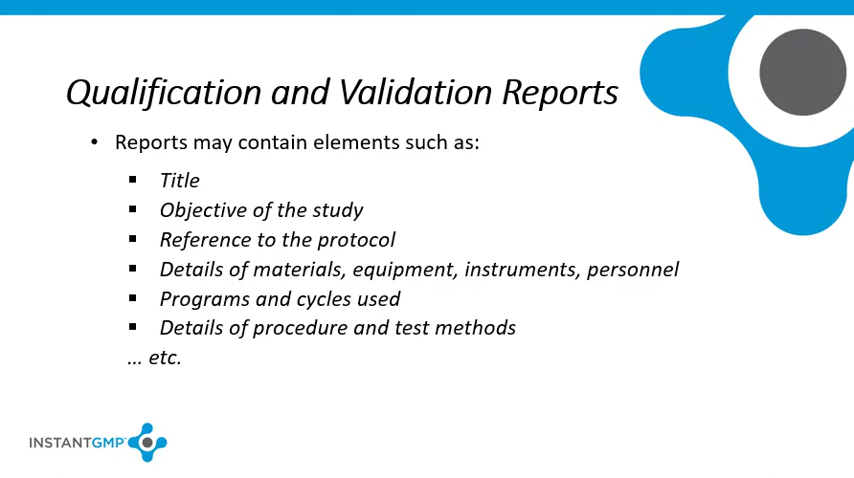 Qualification and Validation Reports
• Reports may contain elements such as:
▪ Title
▪ Objective of the study
▪ Reference to the protocol
▪ Details of materials, equipment, instruments, personnel
▪ Programs and cycles used
▪ Details of procedure and test methods
... etc.
INSTANTGMP™